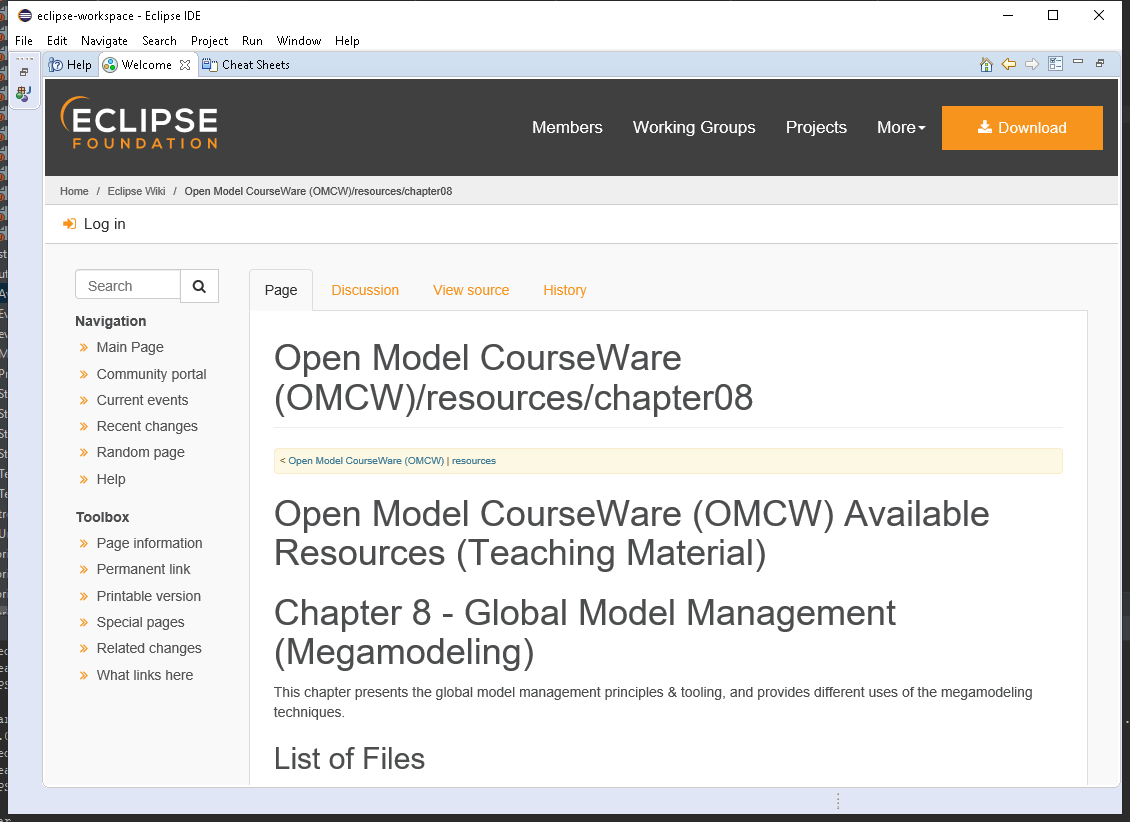 eclipse-workspace - Eclipse IDE
File Edit Navigate Search Project Run Window Help
Help Welcome Cheat Sheets
ECLIPSE
FOUNDATION
Members Working Groups Projects More Download
Home / Eclipse Wiki / Open Model CourseWare (OMCW)/resources/chapter08
Log in
Search
Navigation
Main Page
Community portal
Current events
Recent changes
Random page
Help
Toolbox
Page information
Permanent link
Printable version
Special pages
Related changes
What links here
Page Discussion View source History
Open Model CourseWare
(OMCW)/resources/chapter08
< Open Model CourseWare (OMCW) | resources
Open Model CourseWare (OMCW) Available
Resources (Teaching Material)
Chapter 8 - Global Model Management
(Megamodeling)
This chapter presents the global model management principles & tooling, and provides different uses of the megamodeling
techniques.
List of Files